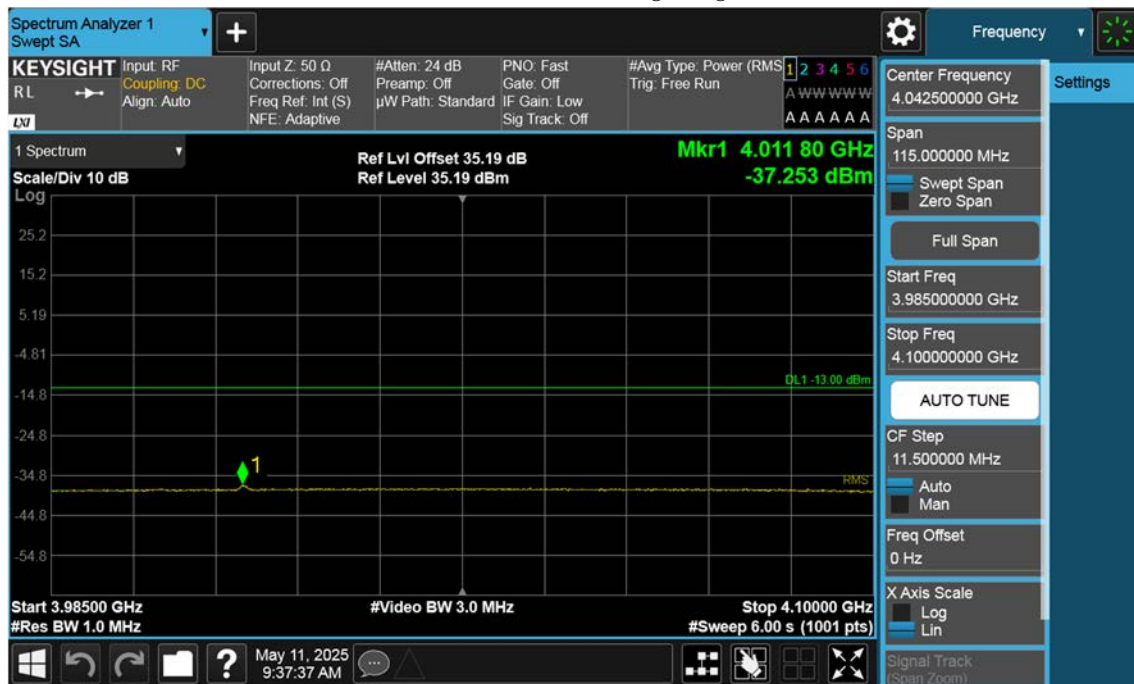 Spectrum Analyzer 1
Swept SA
Frequency
KEYSIGHT
RL
LXI
Input: RF
Coupling: DC
Align: Auto
Input Z: 50 Ω
Corrections: Off
Freq Ref: Int (S)
NFE: Adaptive
#Atten: 24 dB
Preamp: Off
µW Path: Standard
PNO: Fast
Gate: Off
IF Gain: Low
Sig Track: Off
#Avg Type: Power (RMS
Trig: Free Run
1 2 3 4 5 6
A W W W W W
A A A A A A
1 Spectrum
Scale/Div 10 dB
Ref Lvl Offset 35.19 dB
Ref Level 35.19 dBm
Mkr1 4.011 80 GHz
-37.253 dBm
Log
25.2
15.2
5.19
-4.81
DL1 -13.00 dBm
-14.8
-24.8
1
-34.8
RMS
-44.8
-54.8
Start 3.98500 GHz
#Res BW 1.0 MHz
#Video BW 3.0 MHz
Stop 4.10000 GHz
#Sweep 6.00 s (1001 pts)
?
May 11, 2025
9:37:37 AM
Center Frequency
4.042500000 GHz
Span
115.000000 MHz
Swept Span
Zero Span
Full Span
Start Freq
3.985000000 GHz
Stop Freq
4.100000000 GHz
AUTO TUNE
CF Step
11.500000 MHz
Auto
Man
Freq Offset
0 Hz
X Axis Scale
Log
Lin
Signal Track
(Span Zoom)
Settings